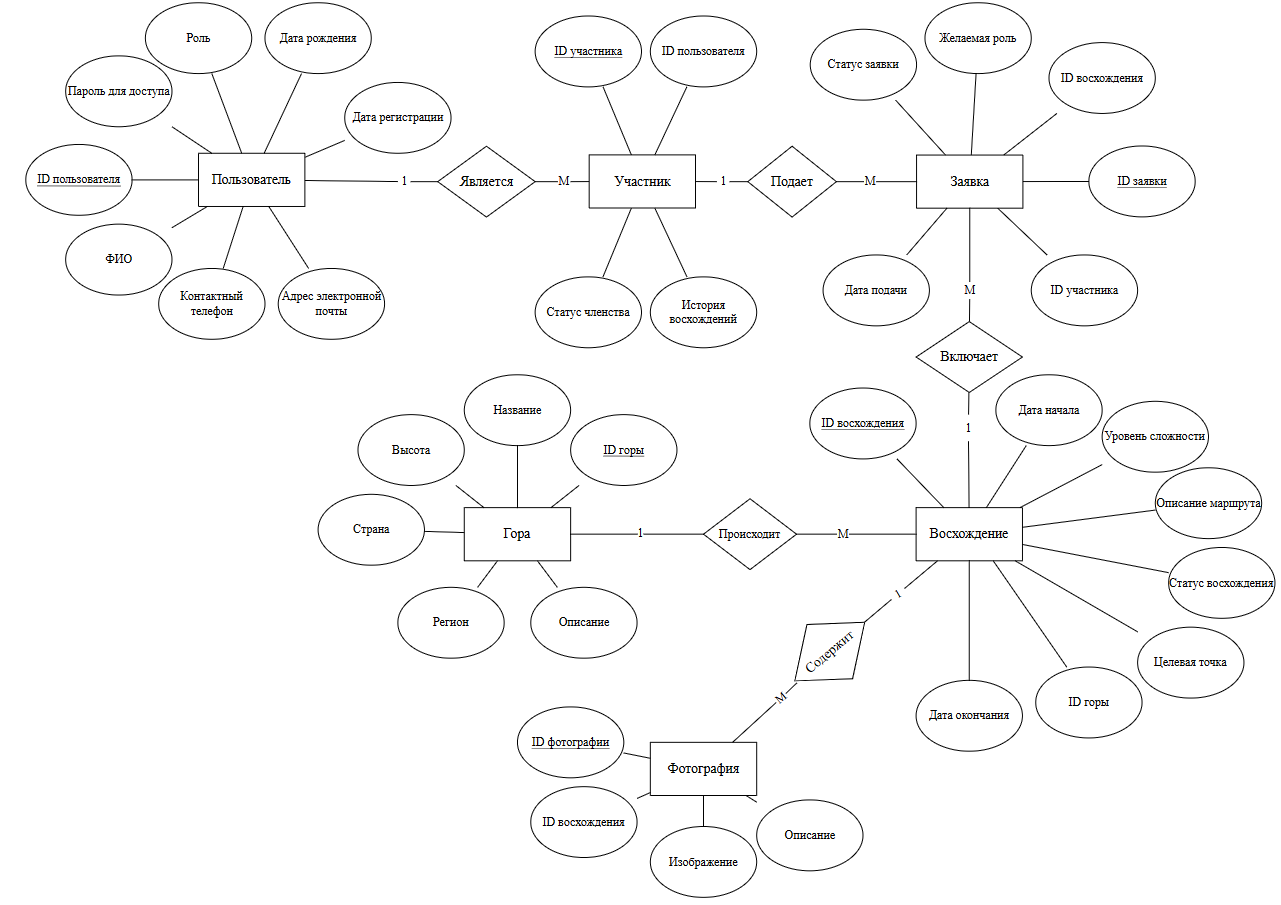 Роль
Дата рождения
Пароль для доступа
Дата регистрации
ID пользователя
Пользователь
ФИО
Контактный
телефон
Адрес электронной
почты
1
Является
М
ID участника
ID пользователя
Участник
Статус членства
История
восхождений
1
Подает
М
Статус заявки
Желаемая роль
ID восхождения
Заявка
ID заявки
Дата подачи
ID участника
М
Включает
1
Название
Высота
ID горы
Страна
Гора
Регион
Описание
1
Происходит
М
ID восхождения
Дата начала
Уровень сложности
Описание маршрута
Восхождение
Статус восхождения
Целевая точка
ID горы
Дата окончания
1
Содержит
М
ID фотографии
Фотография
ID восхождения
Изображение
Описание